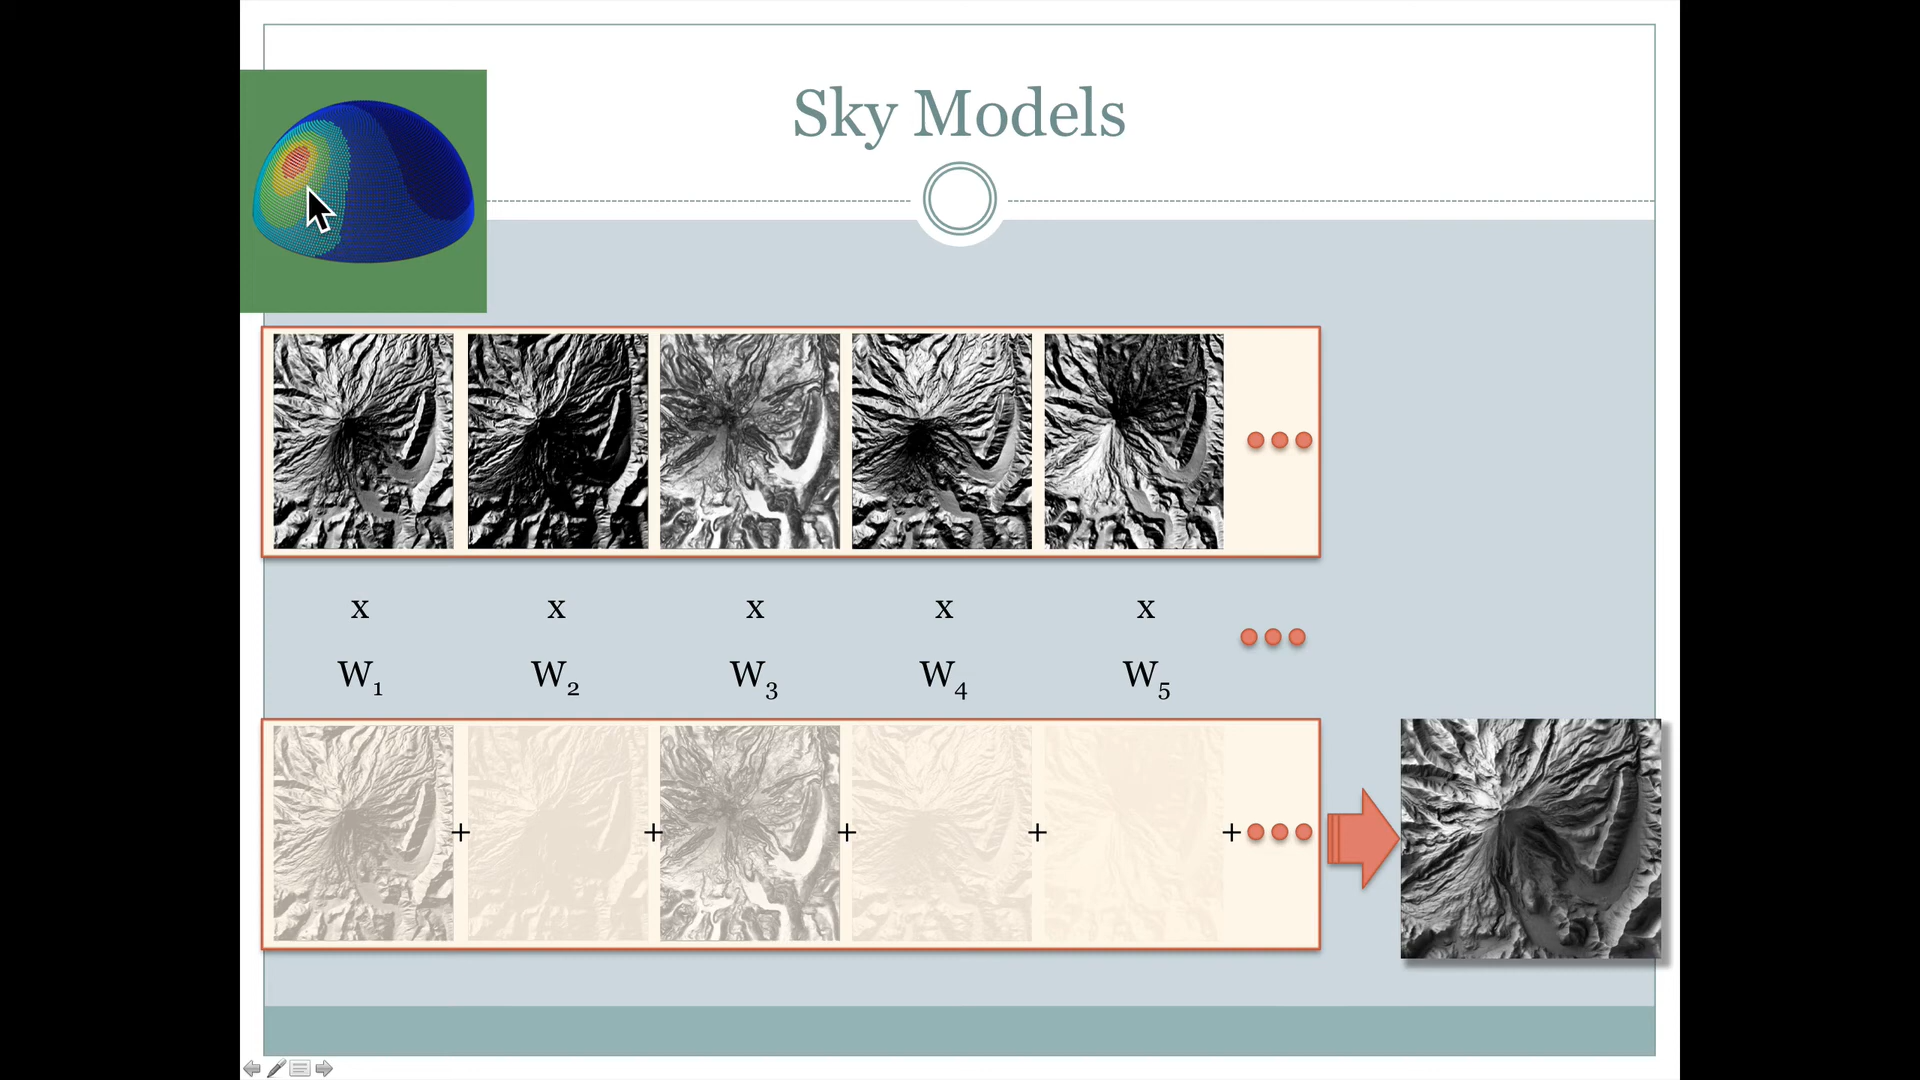 Sky Models
x x x x x
W₁ W₂ W₃ W₄ W₅
+ + + + +